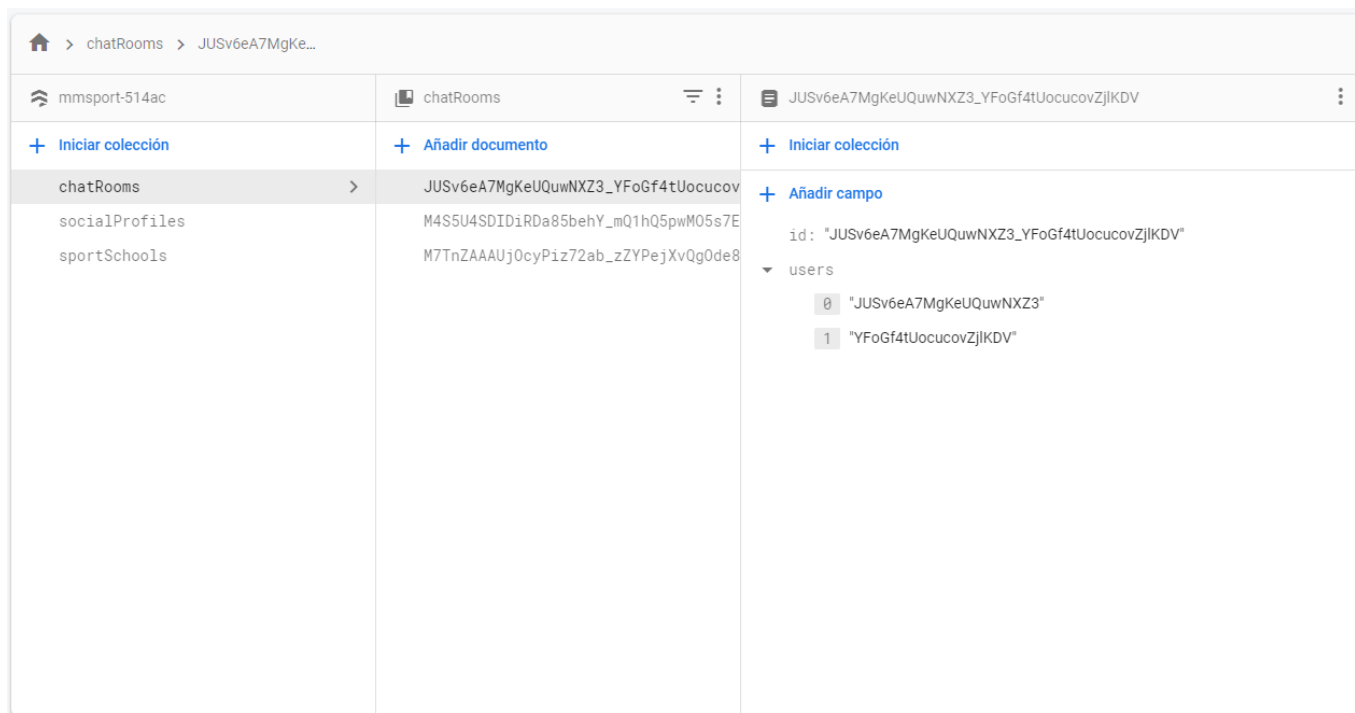 chatRooms > JUSv6eA7MgKe...
mmsport-514ac
Iniciar colección
chatRooms
socialProfiles
sportSchools
chatRooms
Añadir documento
JUSv6eA7MgKeUQuwNXZ3_YFoGf4tUocucov
M4S5U4SDIDiRDa85behY_mQ1hQ5pwMO5s7E
M7TnZAAAUjOcyPiz72ab_zZYPejXvQgOde8
JUSv6eA7MgKeUQuwNXZ3_YFoGf4tUocucovZjlKDV
Iniciar colección
Añadir campo
id: "JUSv6eA7MgKeUQuwNXZ3_YFoGf4tUocucovZjlKDV"
users
0 "JUSv6eA7MgKeUQuwNXZ3"
1 "YFoGf4tUocucovZjlKDV"